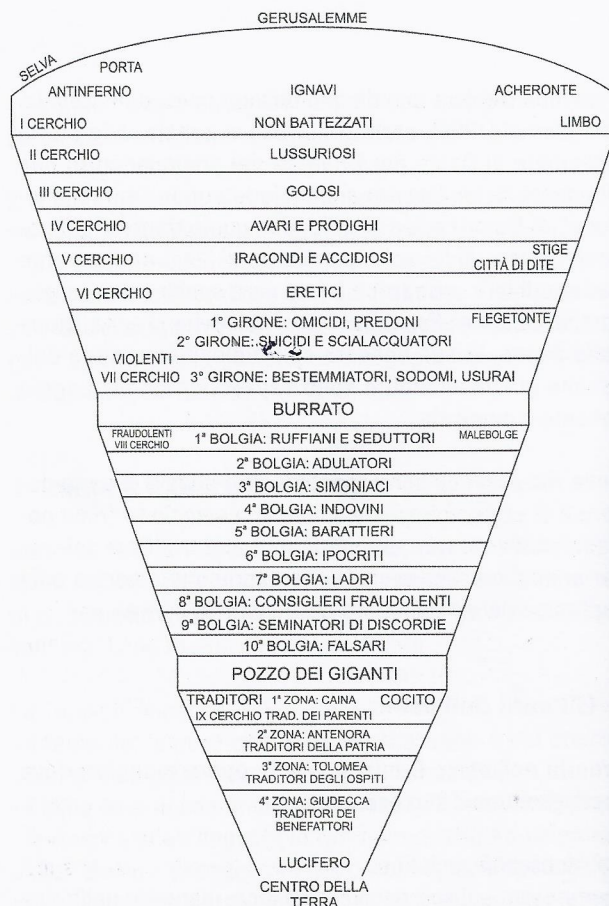 GERUSALEMME
SELVA
PORTA
ANTINFERNO IGNAVI ACHERONTE
I CERCHIO NON BATTEZZATI LIMBO
II CERCHIO LUSSURIOSI
III CERCHIO GOLOSI
IV CERCHIO AVARI E PRODIGHI
STIGE
V CERCHIO IRACONDI E ACCIDIOSI CITTÀ DI DITE
VI CERCHIO ERETICI
1° GIRONE: OMICIDI, PREDONI FLEGETONTE
2° GIRONE: SUICIDI E SCIALACQUATORI
VIOLENTI
VII CERCHIO 3° GIRONE: BESTEMMIATORI, SODOMI, USURAI
BURRATO
FRAUDOLENTI
VIII CERCHIO 1ª BOLGIA: RUFFIANI E SEDUTTORI MALEBOLGE
2ª BOLGIA: ADULATORI
3ª BOLGIA: SIMONIACI
4ª BOLGIA: INDOVINI
5ª BOLGIA: BARATTIERI
6ª BOLGIA: IPOCRITI
7ª BOLGIA: LADRI
8ª BOLGIA: CONSIGLIERI FRAUDOLENTI
9ª BOLGIA: SEMINATORI DI DISCORDIE
10ª BOLGIA: FALSARI
POZZO DEI GIGANTI
TRADITORI 1ª ZONA: CAINA COCITO
IX CERCHIO TRAD. DEI PARENTI
2ª ZONA: ANTENORA
TRADITORI DELLA PATRIA
3ª ZONA: TOLOMEA
TRADITORI DEGLI OSPITI
4ª ZONA: GIUDECCA
TRADITORI DEI
BENEFATTORI
LUCIFERO
CENTRO DELLA
TERRA